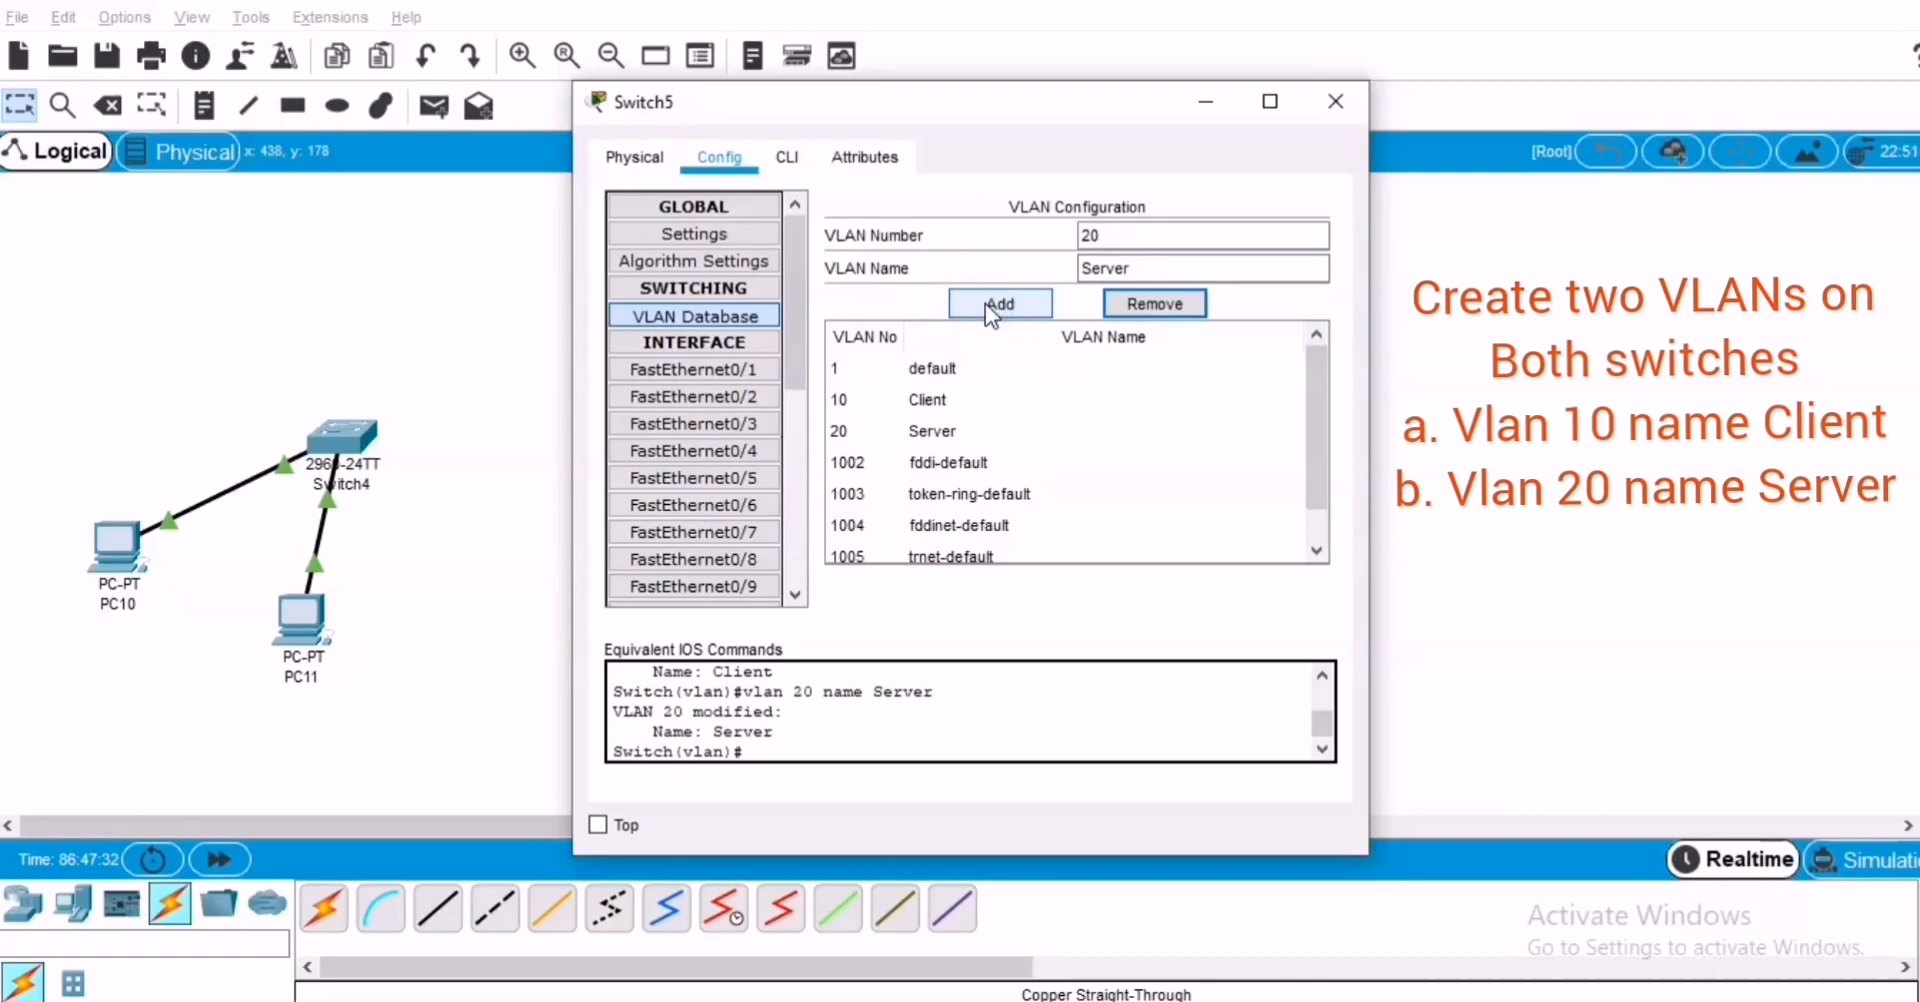 File Edit Options View Tools Extensions Help
Switch5
Logical Physical x: 438, y: 178
[Root] 22:51
Physical Config CLI Attributes
GLOBAL
Settings
Algorithm Settings
SWITCHING
VLAN Database
INTERFACE
FastEthernet0/1
FastEthernet0/2
FastEthernet0/3
FastEthernet0/4
FastEthernet0/5
FastEthernet0/6
FastEthernet0/7
FastEthernet0/8
FastEthernet0/9
VLAN Configuration
VLAN Number 20
VLAN Name Server
Add Remove
VLAN No VLAN Name
1 default
10 Client
20 Server
1002 fddi-default
1003 token-ring-default
1004 fddinet-default
1005 trnet-default
Equivalent IOS Commands
Name: Client
Switch(vlan)#vlan 20 name Server
VLAN 20 modified:
Name: Server
Switch(vlan)#
Top
Create two VLANs on
Both switches
a. Vlan 10 name Client
b. Vlan 20 name Server
-24TT
Switch4
PC-PT
PC10
PC-PT
PC11
Time: 86:47:32
Realtime Simulati
Activate Windows
Go to Settings to activate Windows.
Copper Straight-Through